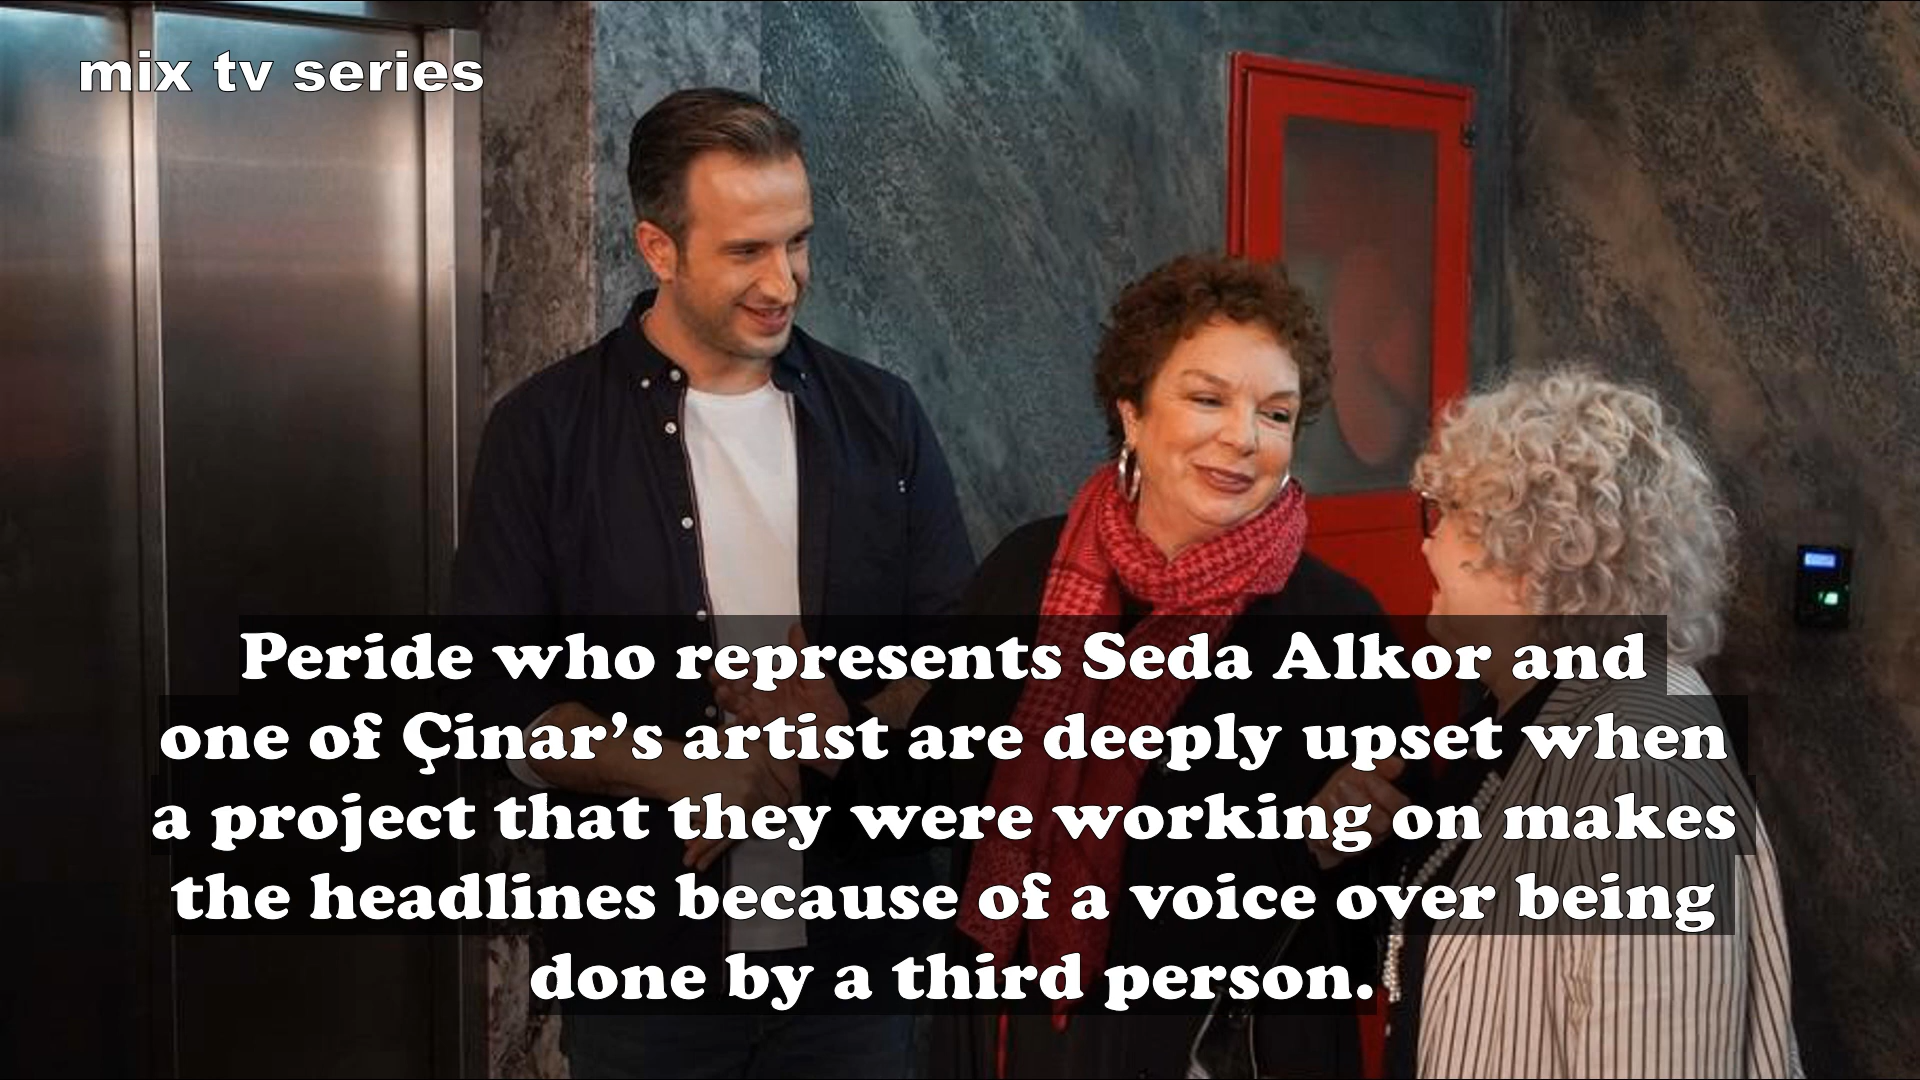 mix tv series
Peride who represents Seda Alkor and
one of Çinar’s artist are deeply upset when
a project that they were working on makes
the headlines because of a voice over being
done by a third person.